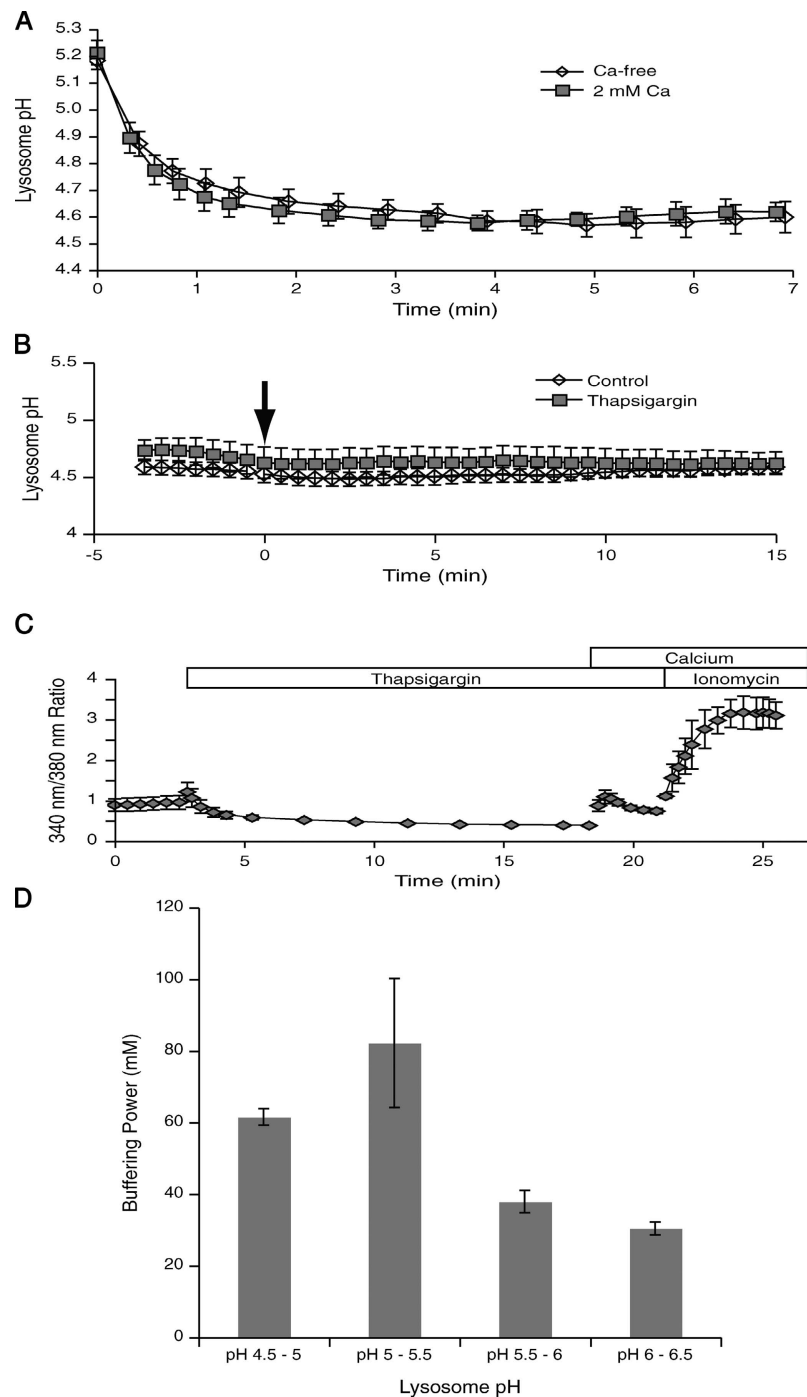 A
5.3
5.2
5.1
5.0
4.9
4.8
4.7
4.6
4.5
4.4
Lysosome pH
Ca-free
2 mM Ca
0 1 2 3 4 5 6 7
Time (min)
B
5.5
5
4.5
4
Lysosome pH
Control
Thapsigargin
-5 0 5 10 15
Time (min)
C
Calcium
Thapsigargin
Ionomycin
340 nm/380 nm Ratio
4
3
2
1
0
0 5 10 15 20 25
Time (min)
D
120
100
80
60
40
20
0
Buffering Power (mM)
pH 4.5 - 5 pH 5 - 5.5 pH 5.5 - 6 pH 6 - 6.5
Lysosome pH